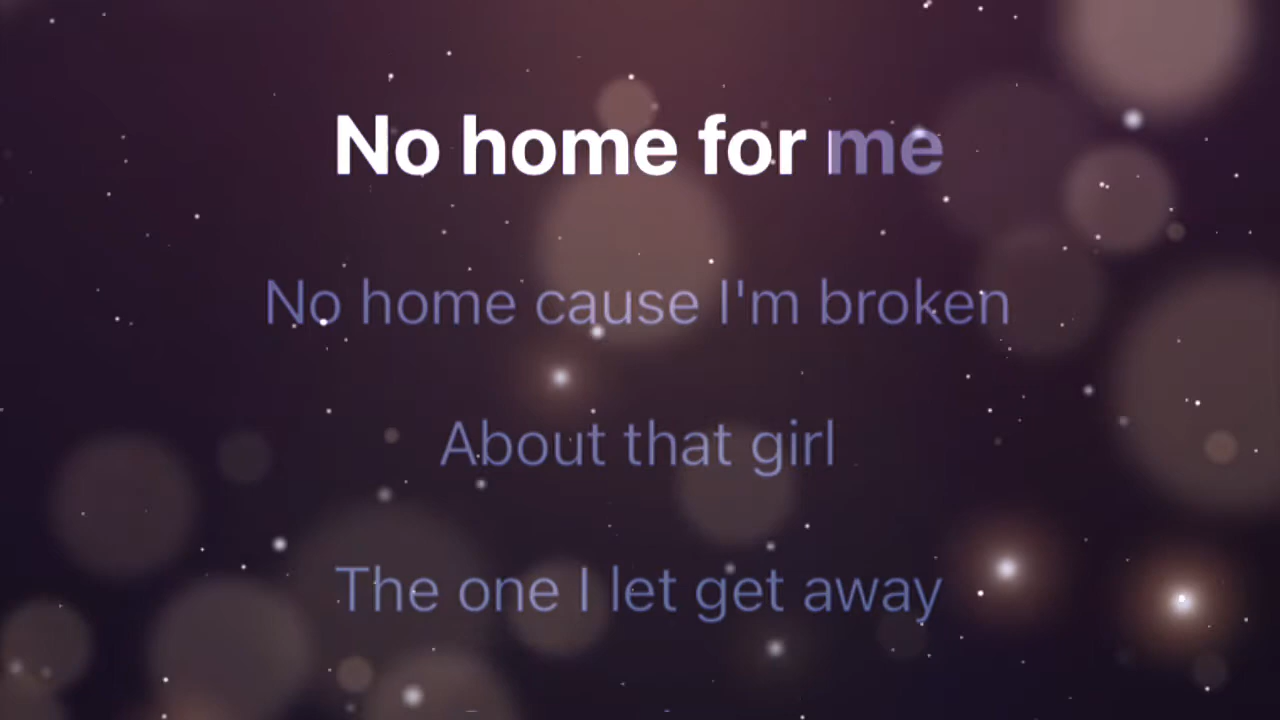 No home for me
No home cause I'm broken
About that girl
The one I let get away